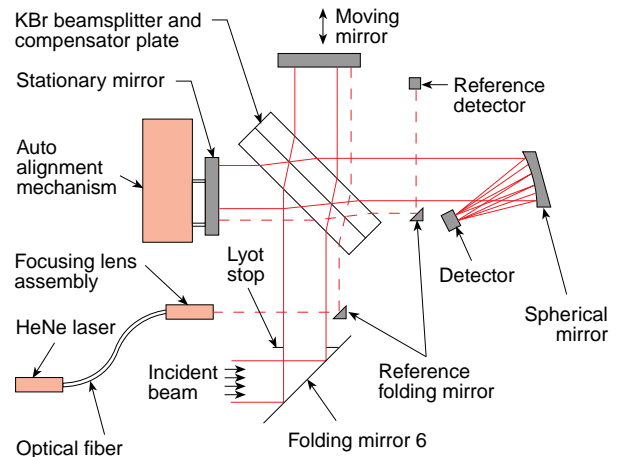 KBr beamsplitter and
compensator plate
Moving
mirror
Stationary mirror
Reference
detector
Auto
alignment
mechanism
Focusing lens
assembly
Lyot
stop
Detector
Spherical
mirror
HeNe laser
Incident
beam
Reference
folding mirror
Optical fiber
Folding mirror 6